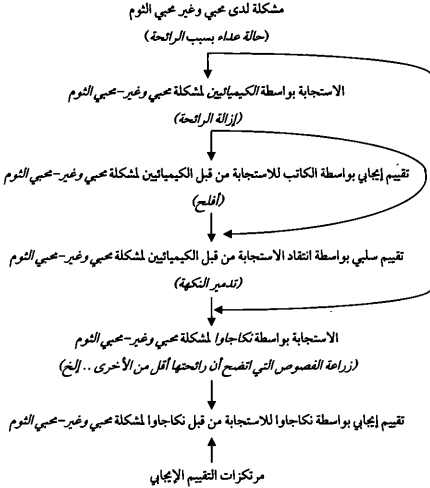 مشكلة لدى محبي وغير محبي الثوم
(حالة عداء بسبب الرائحة)
الاستجابة بواسطة الكيميائيين لمشكلة محبي وغير-محبي الثوم
(إزالة الرائحة)
تقييم إيجابي بواسطة الكاتب للاستجابة من قبل الكيميائيين لمشكلة محبي وغير-محبي الثوم
(أفلح)
تقييم سلبي بواسطة انتقاد الاستجابة من قبل الكيميائيين لمشكلة محبي وغير-محبي الثوم
(تدمير النكهة)
الاستجابة بواسطة نكاجاوا لمشكلة محبي وغير-محبي الثوم
(زراعة الفصوص التي اتضح أن رائحتها أقل من الأخرى .. إلخ)
تقييم إيجابي بواسطة نكاجاوا للاستجابة من قبل نكاجاوا لمشكلة محبي وغير-محبي الثوم
مرتكزات التقييم الإيجابي